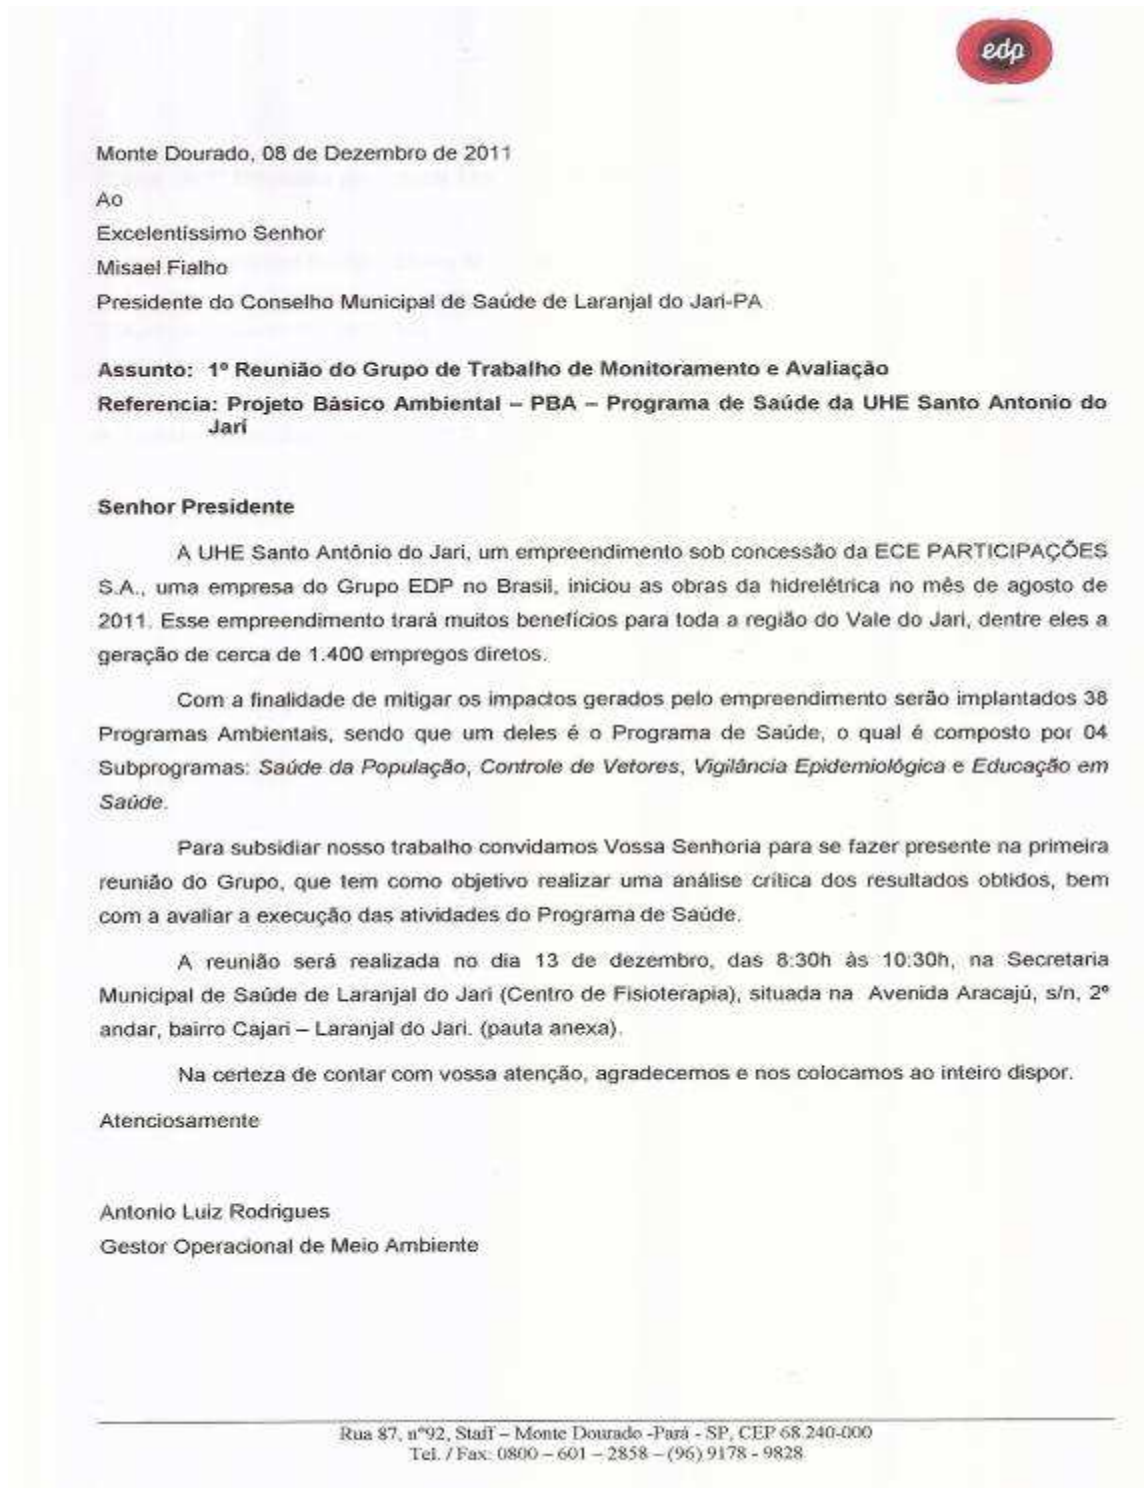 edp
Monte Dourado, 08 de Dezembro de 2011
Ao
Excelentíssimo Senhor
Misael Fialho
Presidente do Conselho Municipal de Saúde de Laranjal do Jari-PA
Assunto: 1º Reunião do Grupo de Trabalho de Monitoramento e Avaliação
Referencia: Projeto Básico Ambiental – PBA – Programa de Saúde da UHE Santo Antonio do
Jari
Senhor Presidente
A UHE Santo Antônio do Jari, um empreendimento sob concessão da ECE PARTICIPAÇÕES
S.A., uma empresa do Grupo EDP no Brasil, iniciou as obras da hidrelétrica no mês de agosto de
2011. Esse empreendimento trará muitos benefícios para toda a região do Vale do Jari, dentre eles a
geração de cerca de 1.400 empregos diretos.
Com a finalidade de mitigar os impactos gerados pelo empreendimento serão implantados 38
Programas Ambientais, sendo que um deles é o Programa de Saúde, o qual é composto por 04
Subprogramas: Saúde da População, Controle de Vetores, Vigilância Epidemiológica e Educação em
Saúde.
Para subsidiar nosso trabalho convidamos Vossa Senhoria para se fazer presente na primeira
reunião do Grupo, que tem como objetivo realizar uma análise crítica dos resultados obtidos, bem
com a avaliar a execução das atividades do Programa de Saúde.
A reunião será realizada no dia 13 de dezembro, das 8:30h às 10:30h, na Secretaria
Municipal de Saúde de Laranjal do Jari (Centro de Fisioterapia), situada na Avenida Aracajú, s/n, 2º
andar, bairro Cajari – Laranjal do Jari. (pauta anexa).
Na certeza de contar com vossa atenção, agradecemos e nos colocamos ao inteiro dispor.
Atenciosamente
Antonio Luiz Rodrigues
Gestor Operacional de Meio Ambiente
Rua 87, nº92, Staff – Monte Dourado -Pará - SP, CEP 68.240-000
Tel. / Fax: 0800 – 601 – 2858 – (96) 9178 - 9828